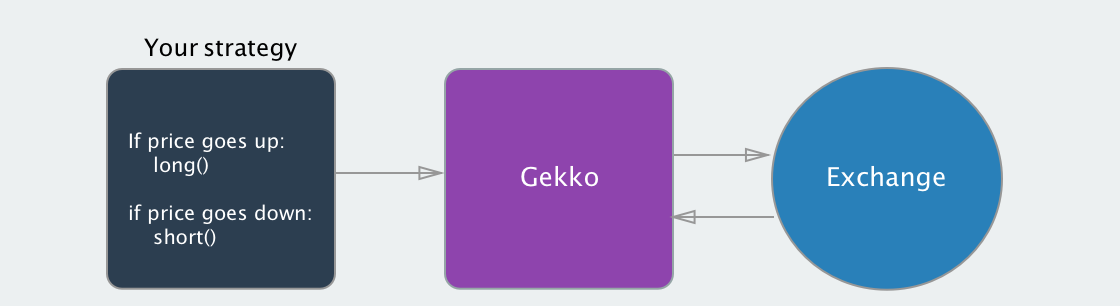 Your strategy
If price goes up:
long()
if price goes down:
short()
Gekko
Exchange